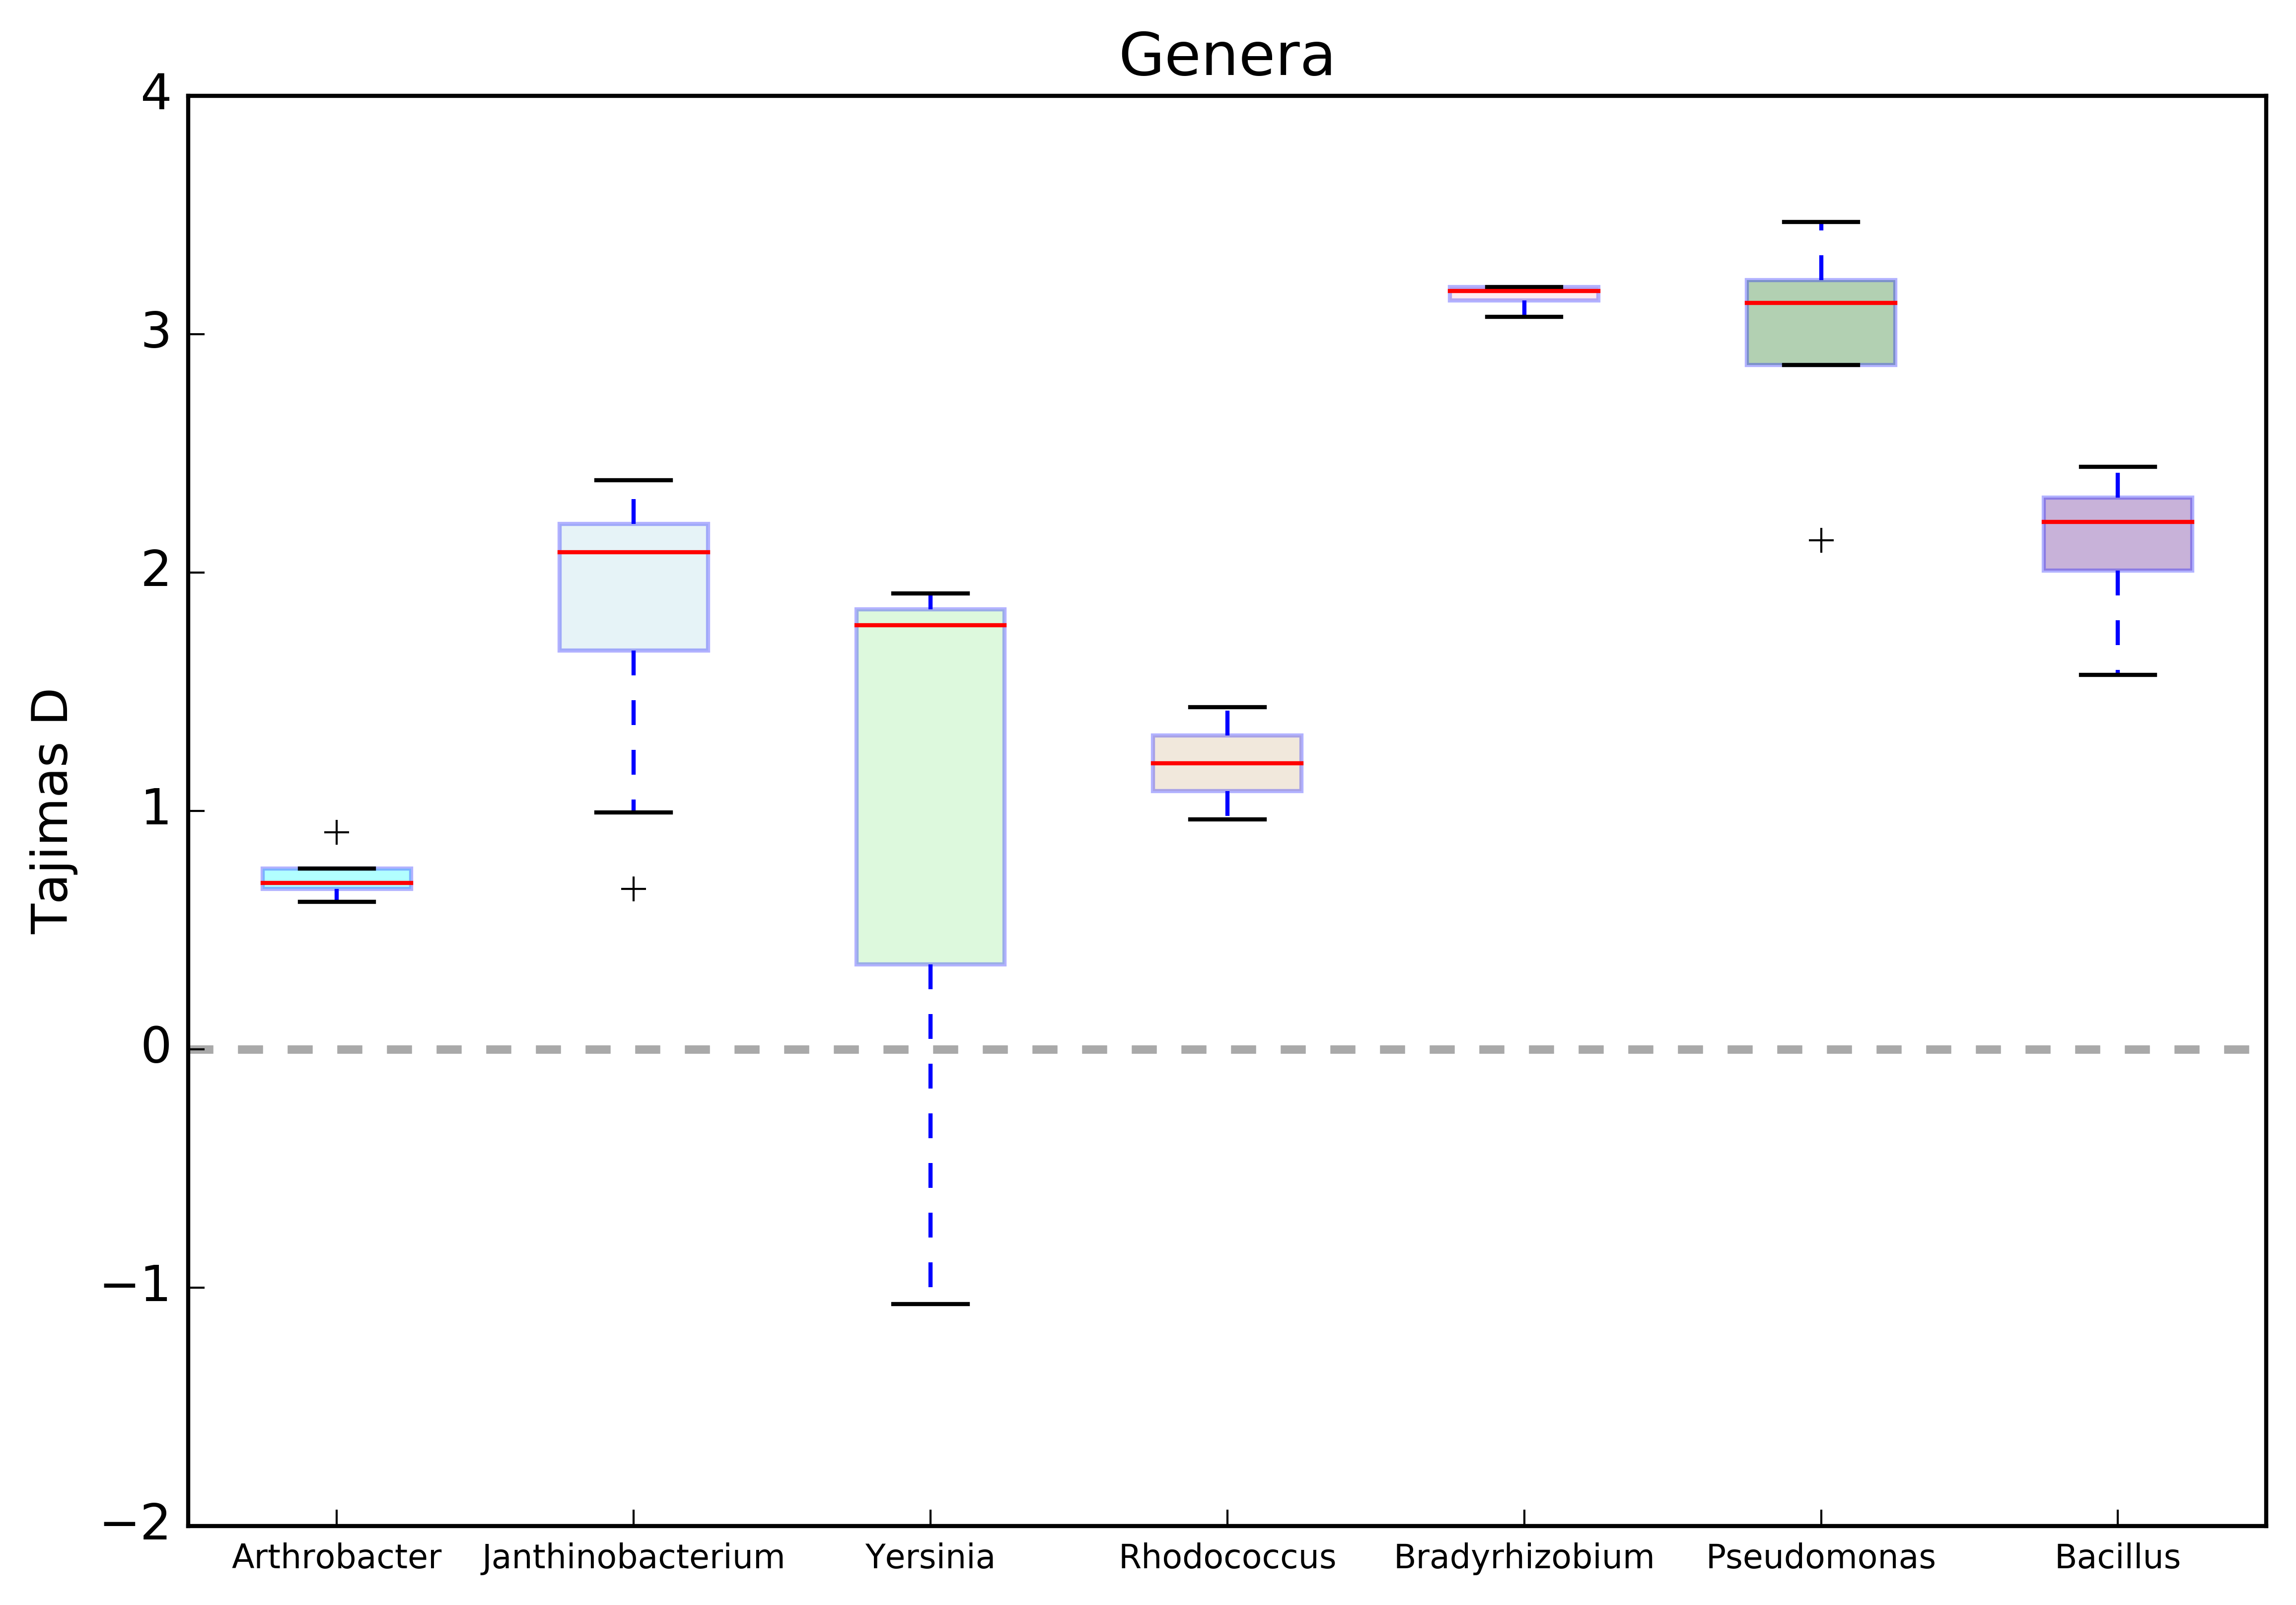 Genera
4
3
2
1
0
−1
−2
Tajimas D
Arthrobacter Janthinobacterium Yersinia Rhodococcus Bradyrhizobium Pseudomonas Bacillus